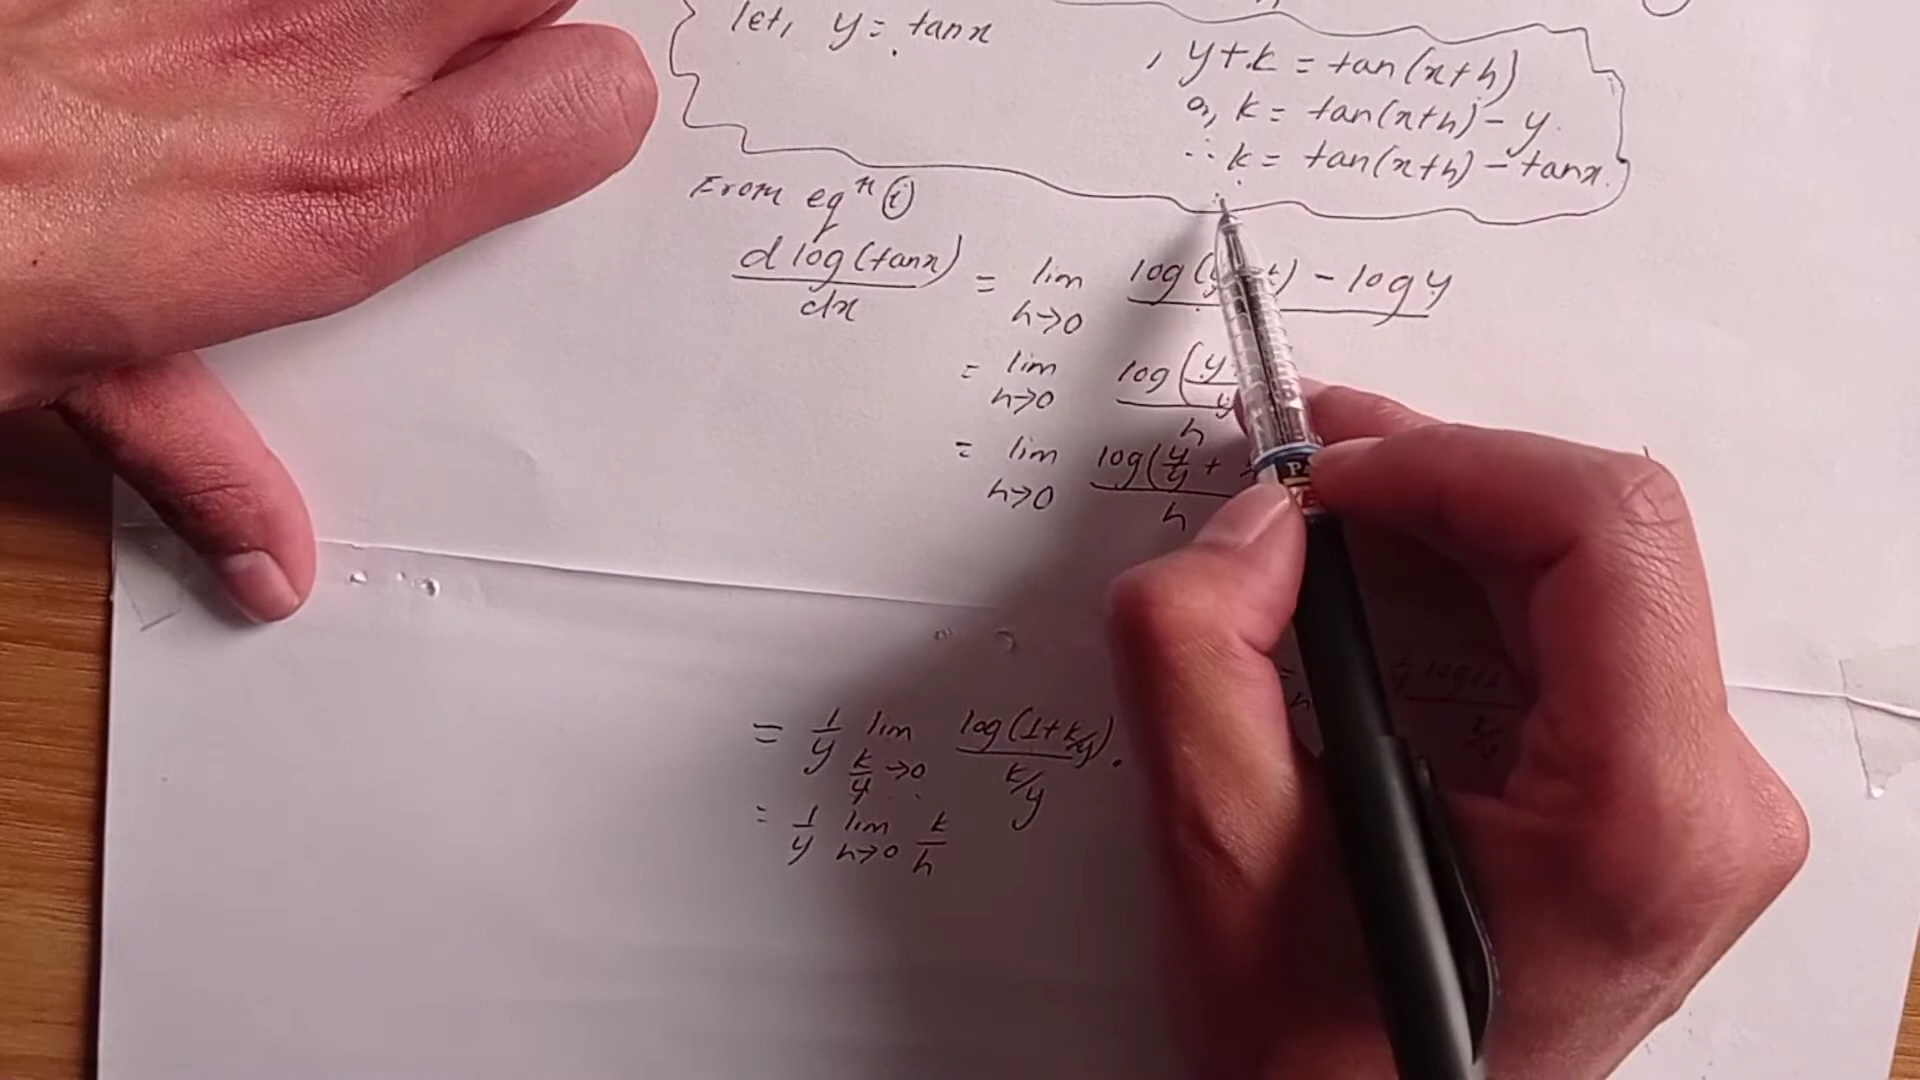 let, y = tanx , y+k = tan(x+h)
or, k = tan(x+h) - y.
∴ k = tan(x+h) - tanx.
From eqⁿ (i)
d log(tanx)/dx = lim h→0 log( ) - log y
= lim h→0 log(y/y h
= lim h→0 log(y/y + h
= 1/y lim k/y→0 log(1+k/y)/(k/y) .
= 1/y lim h→0 k/h